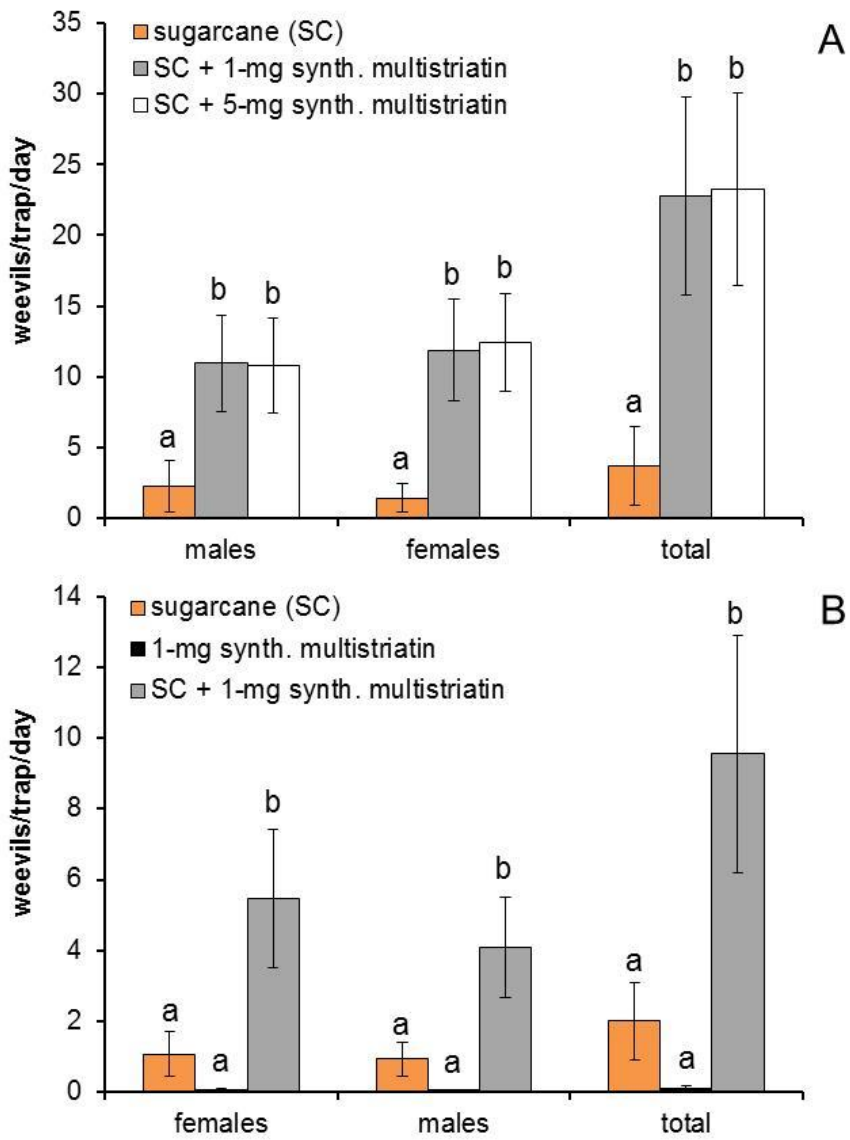 35
30
25
20
15
10
5
0
weevils/trap/day
sugarcane (SC)
SC + 1-mg synth. multistriatin
SC + 5-mg synth. multistriatin
A
a b b
a b b
a b b
males females total
14
12
10
8
6
4
2
0
weevils/trap/day
sugarcane (SC)
1-mg synth. multistriatin
SC + 1-mg synth. multistriatin
B
a a b
a a b
a a b
females males total